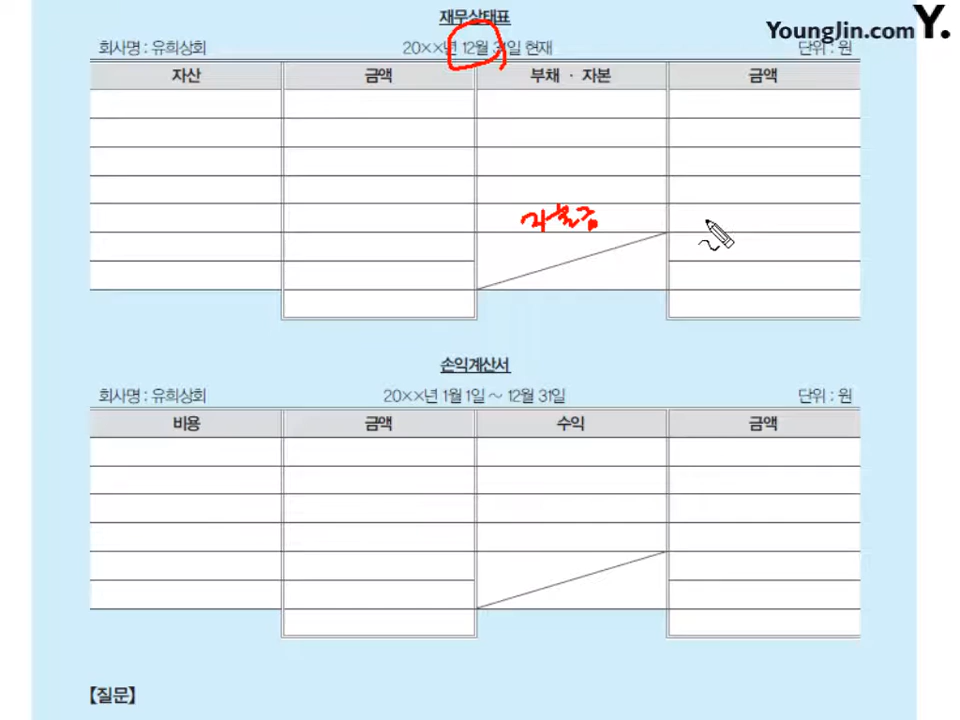 재무상태표
YoungJin.com Y.
회사명 : 유희상회 20××년 12월 31일 현재 단위 : 원
자산 금액 부채 · 자본 금액
자본금
손익계산서
회사명 : 유희상회 20××년 1월 1일 ~ 12월 31일 단위 : 원
비용 금액 수익 금액
【질문】